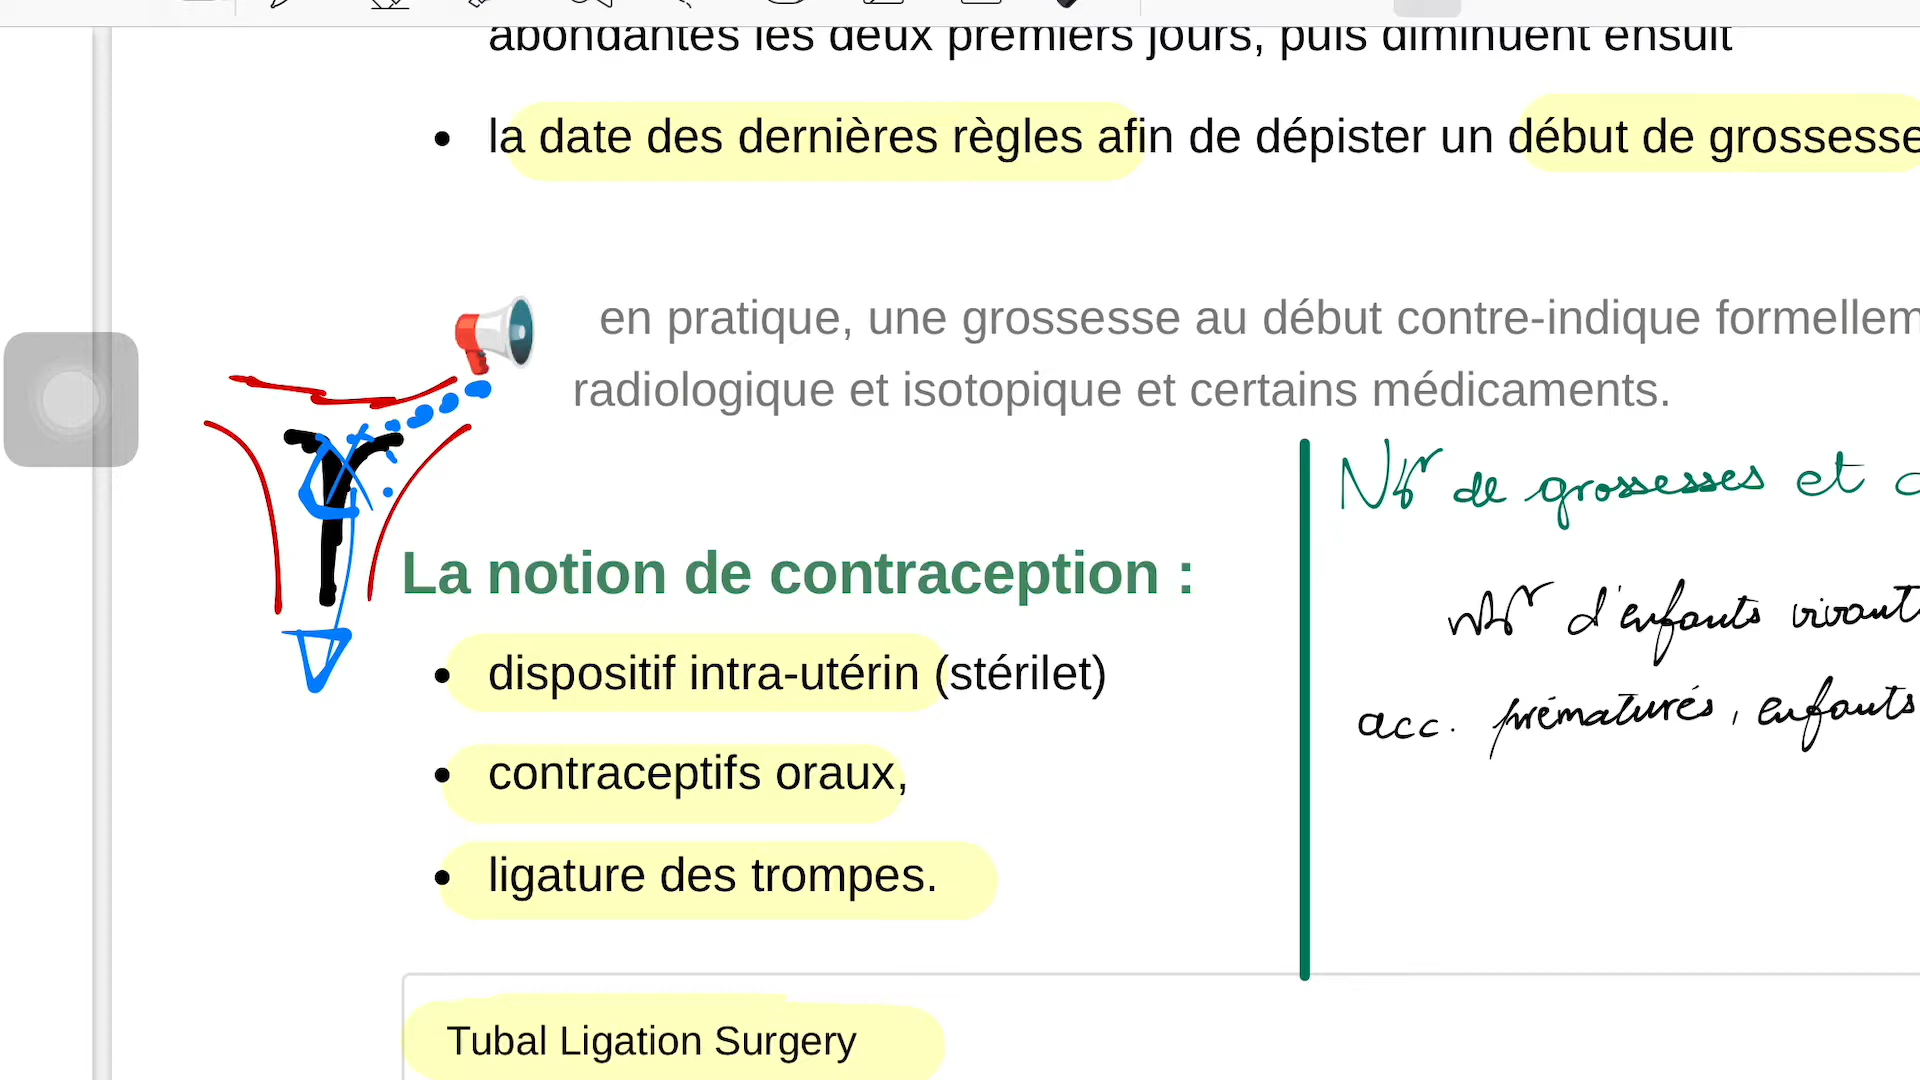 abondantes les deux premiers jours, puis diminuent ensuit
la date des dernières règles afin de dépister un début de grossesse
en pratique, une grossesse au début contre-indique formellem
radiologique et isotopique et certains médicaments.
Nbr de grossesses et
La notion de contraception :
nbr d'enfants vivant
dispositif intra-utérin (stérilet)
acc. prématurés, enfants
contraceptifs oraux,
ligature des trompes.
Tubal Ligation Surgery